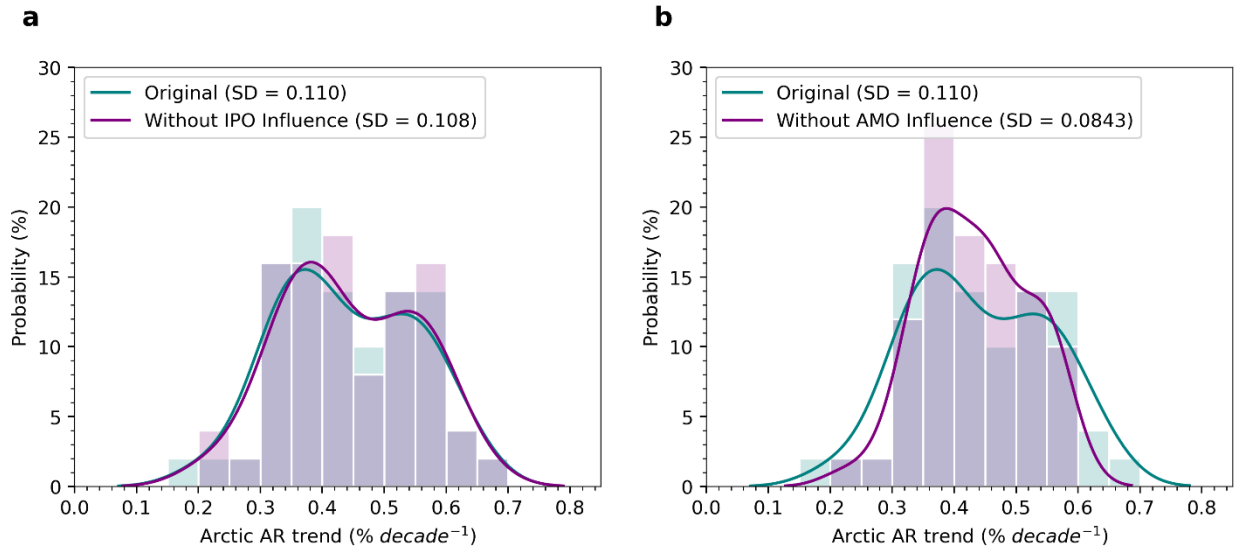 a
Original (SD = 0.110)
Without IPO Influence (SD = 0.108)
Probability (%)
30
25
20
15
10
5
0
0.0 0.1 0.2 0.3 0.4 0.5 0.6 0.7 0.8
Arctic AR trend (% decade⁻¹)
b
Original (SD = 0.110)
Without AMO Influence (SD = 0.0843)
Probability (%)
30
25
20
15
10
5
0
0.0 0.1 0.2 0.3 0.4 0.5 0.6 0.7 0.8
Arctic AR trend (% decade⁻¹)